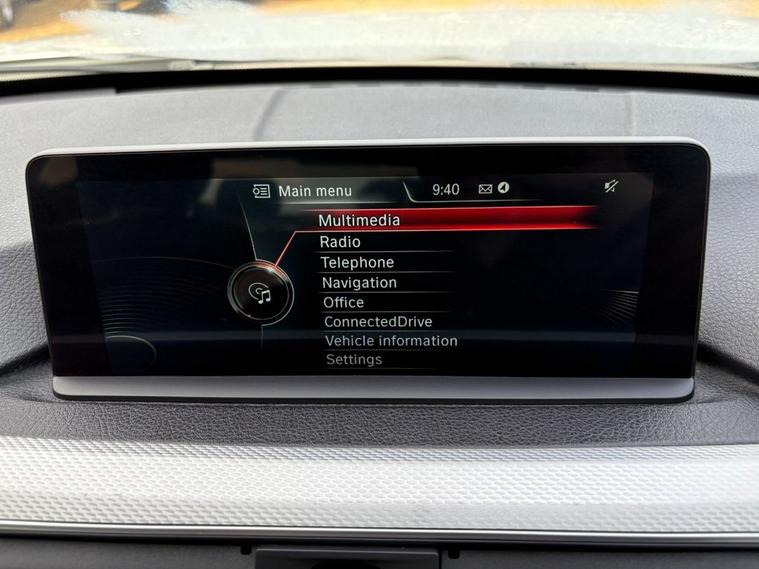 Main menu 9:40
Multimedia
Radio
Telephone
Navigation
Office
ConnectedDrive
Vehicle information
Settings